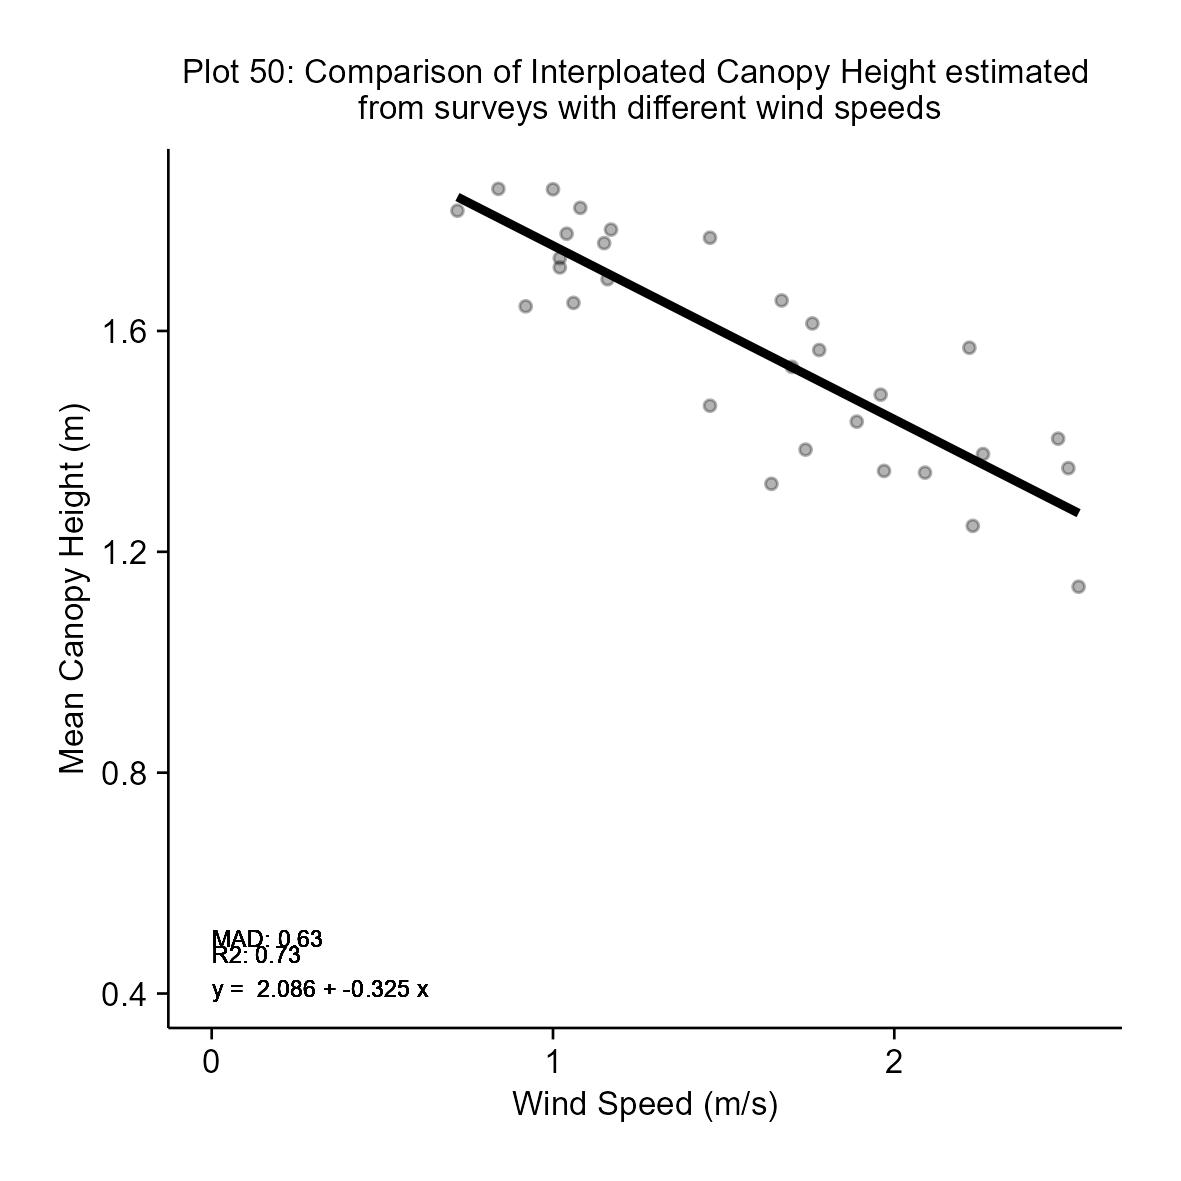 Plot 50: Comparison of Interploated Canopy Height estimated
from surveys with different wind speeds
Mean Canopy Height (m)
1.6
1.2
0.8
0.4
MAD: 0.63
R2: 0.73
y =  2.086 + -0.325 x
0
1
2
Wind Speed (m/s)